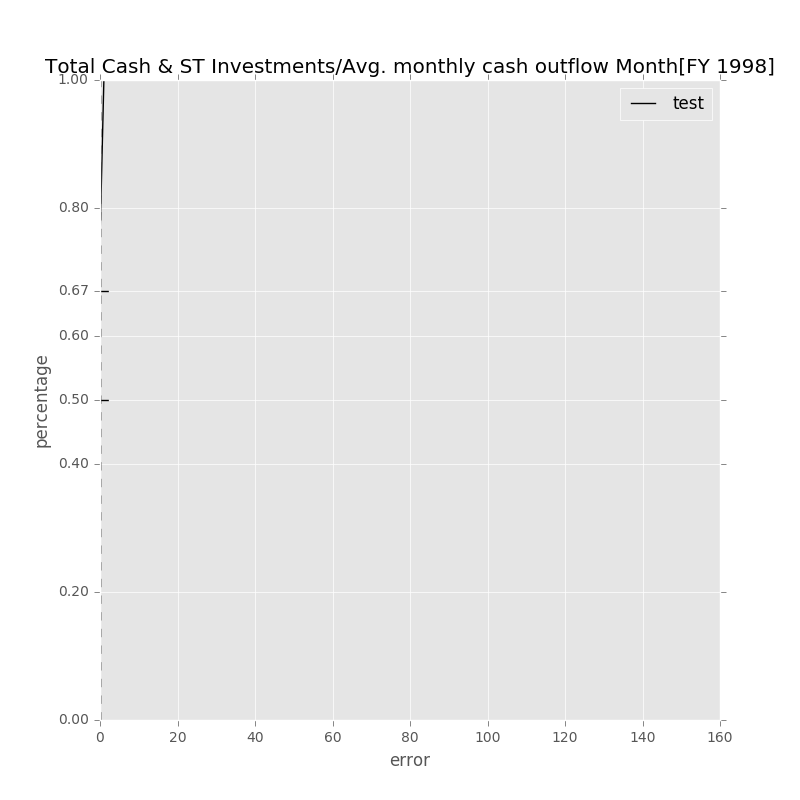 Total Cash & ST Investments/Avg. monthly cash outflow Month[FY 1998]
test
1.00
0.80
0.67
0.60
0.50
0.40
0.20
0.00
percentage
0 20 40 60 80 100 120 140 160
error